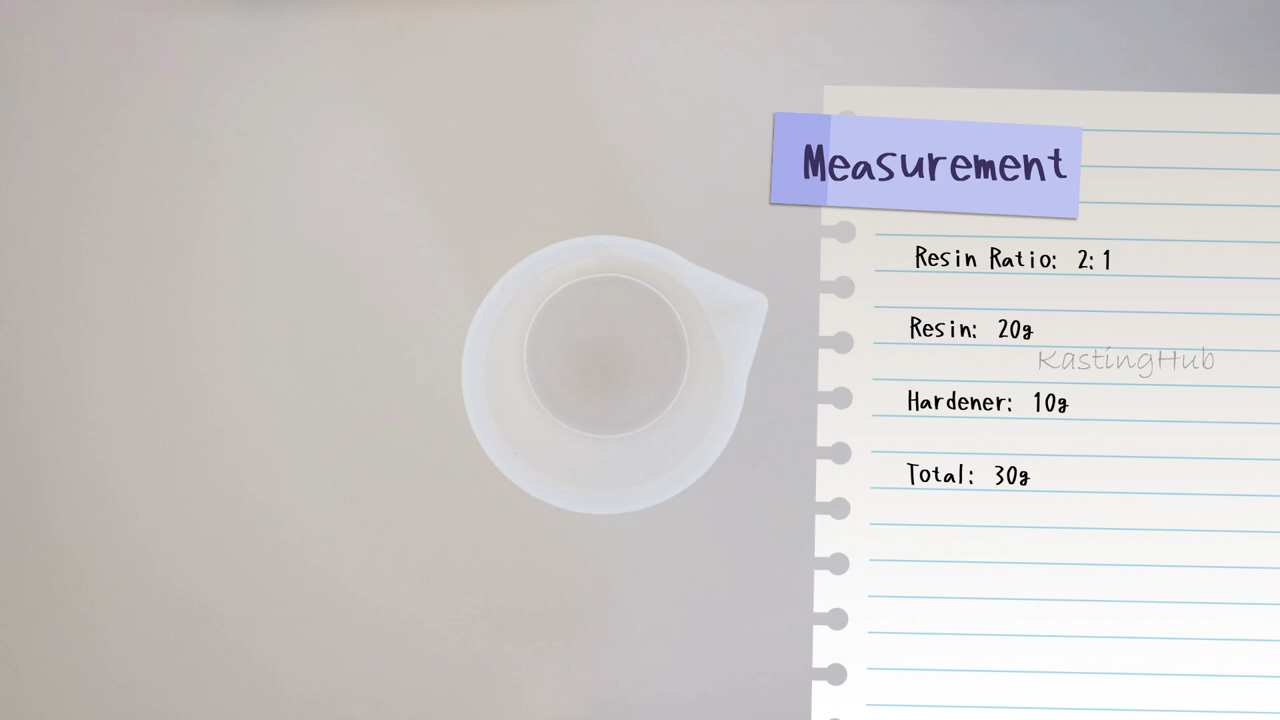 Measurement
Resin Ratio: 2:1
Resin: 20g
KastingHub
Hardener: 10g
Total: 30g